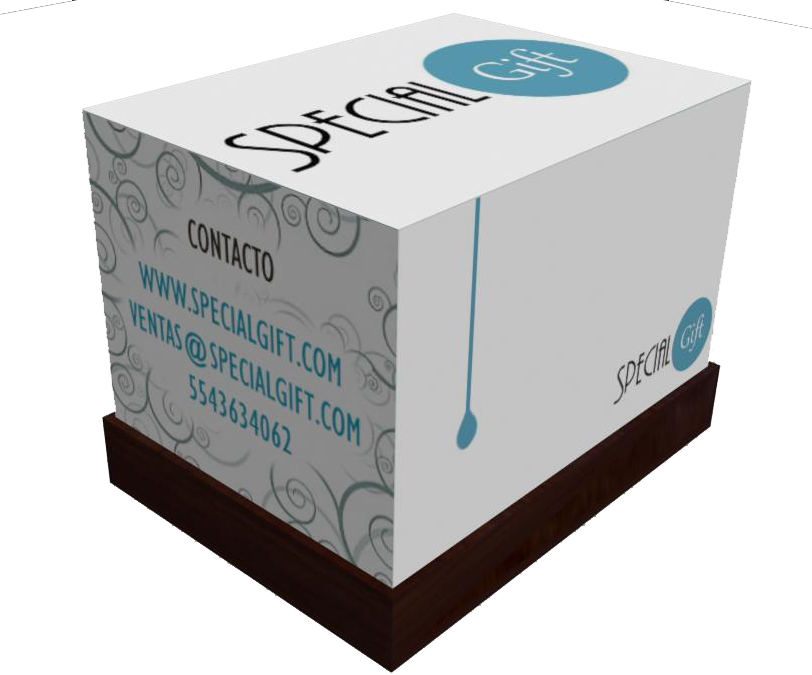 SPECIAL Gift
CONTACTO
WWW.SPECIALGIFT.COM
VENTAS@SPECIALGIFT.COM
5543634062
SPECIAL Gift